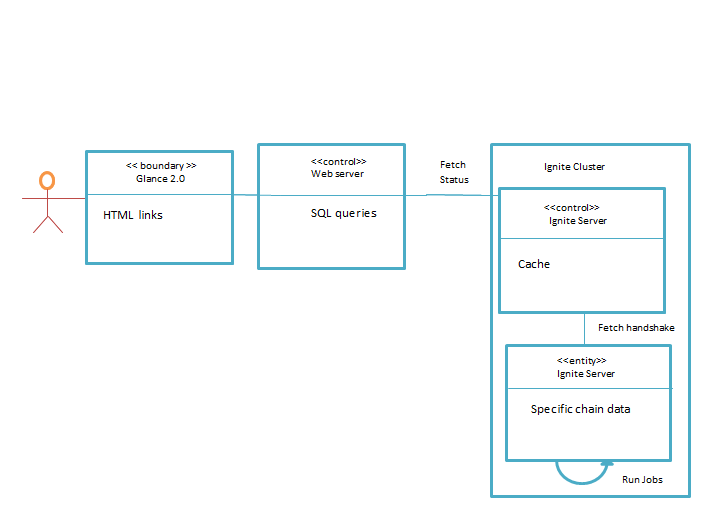 << boundary >>
Glance 2.0
HTML links
<<control>>
Web server
SQL queries
Fetch
Status
Ignite Cluster
<<control>>
Ignite Server
Cache
Fetch handshake
<<entity>>
Ignite Server
Specific chain data
Run Jobs